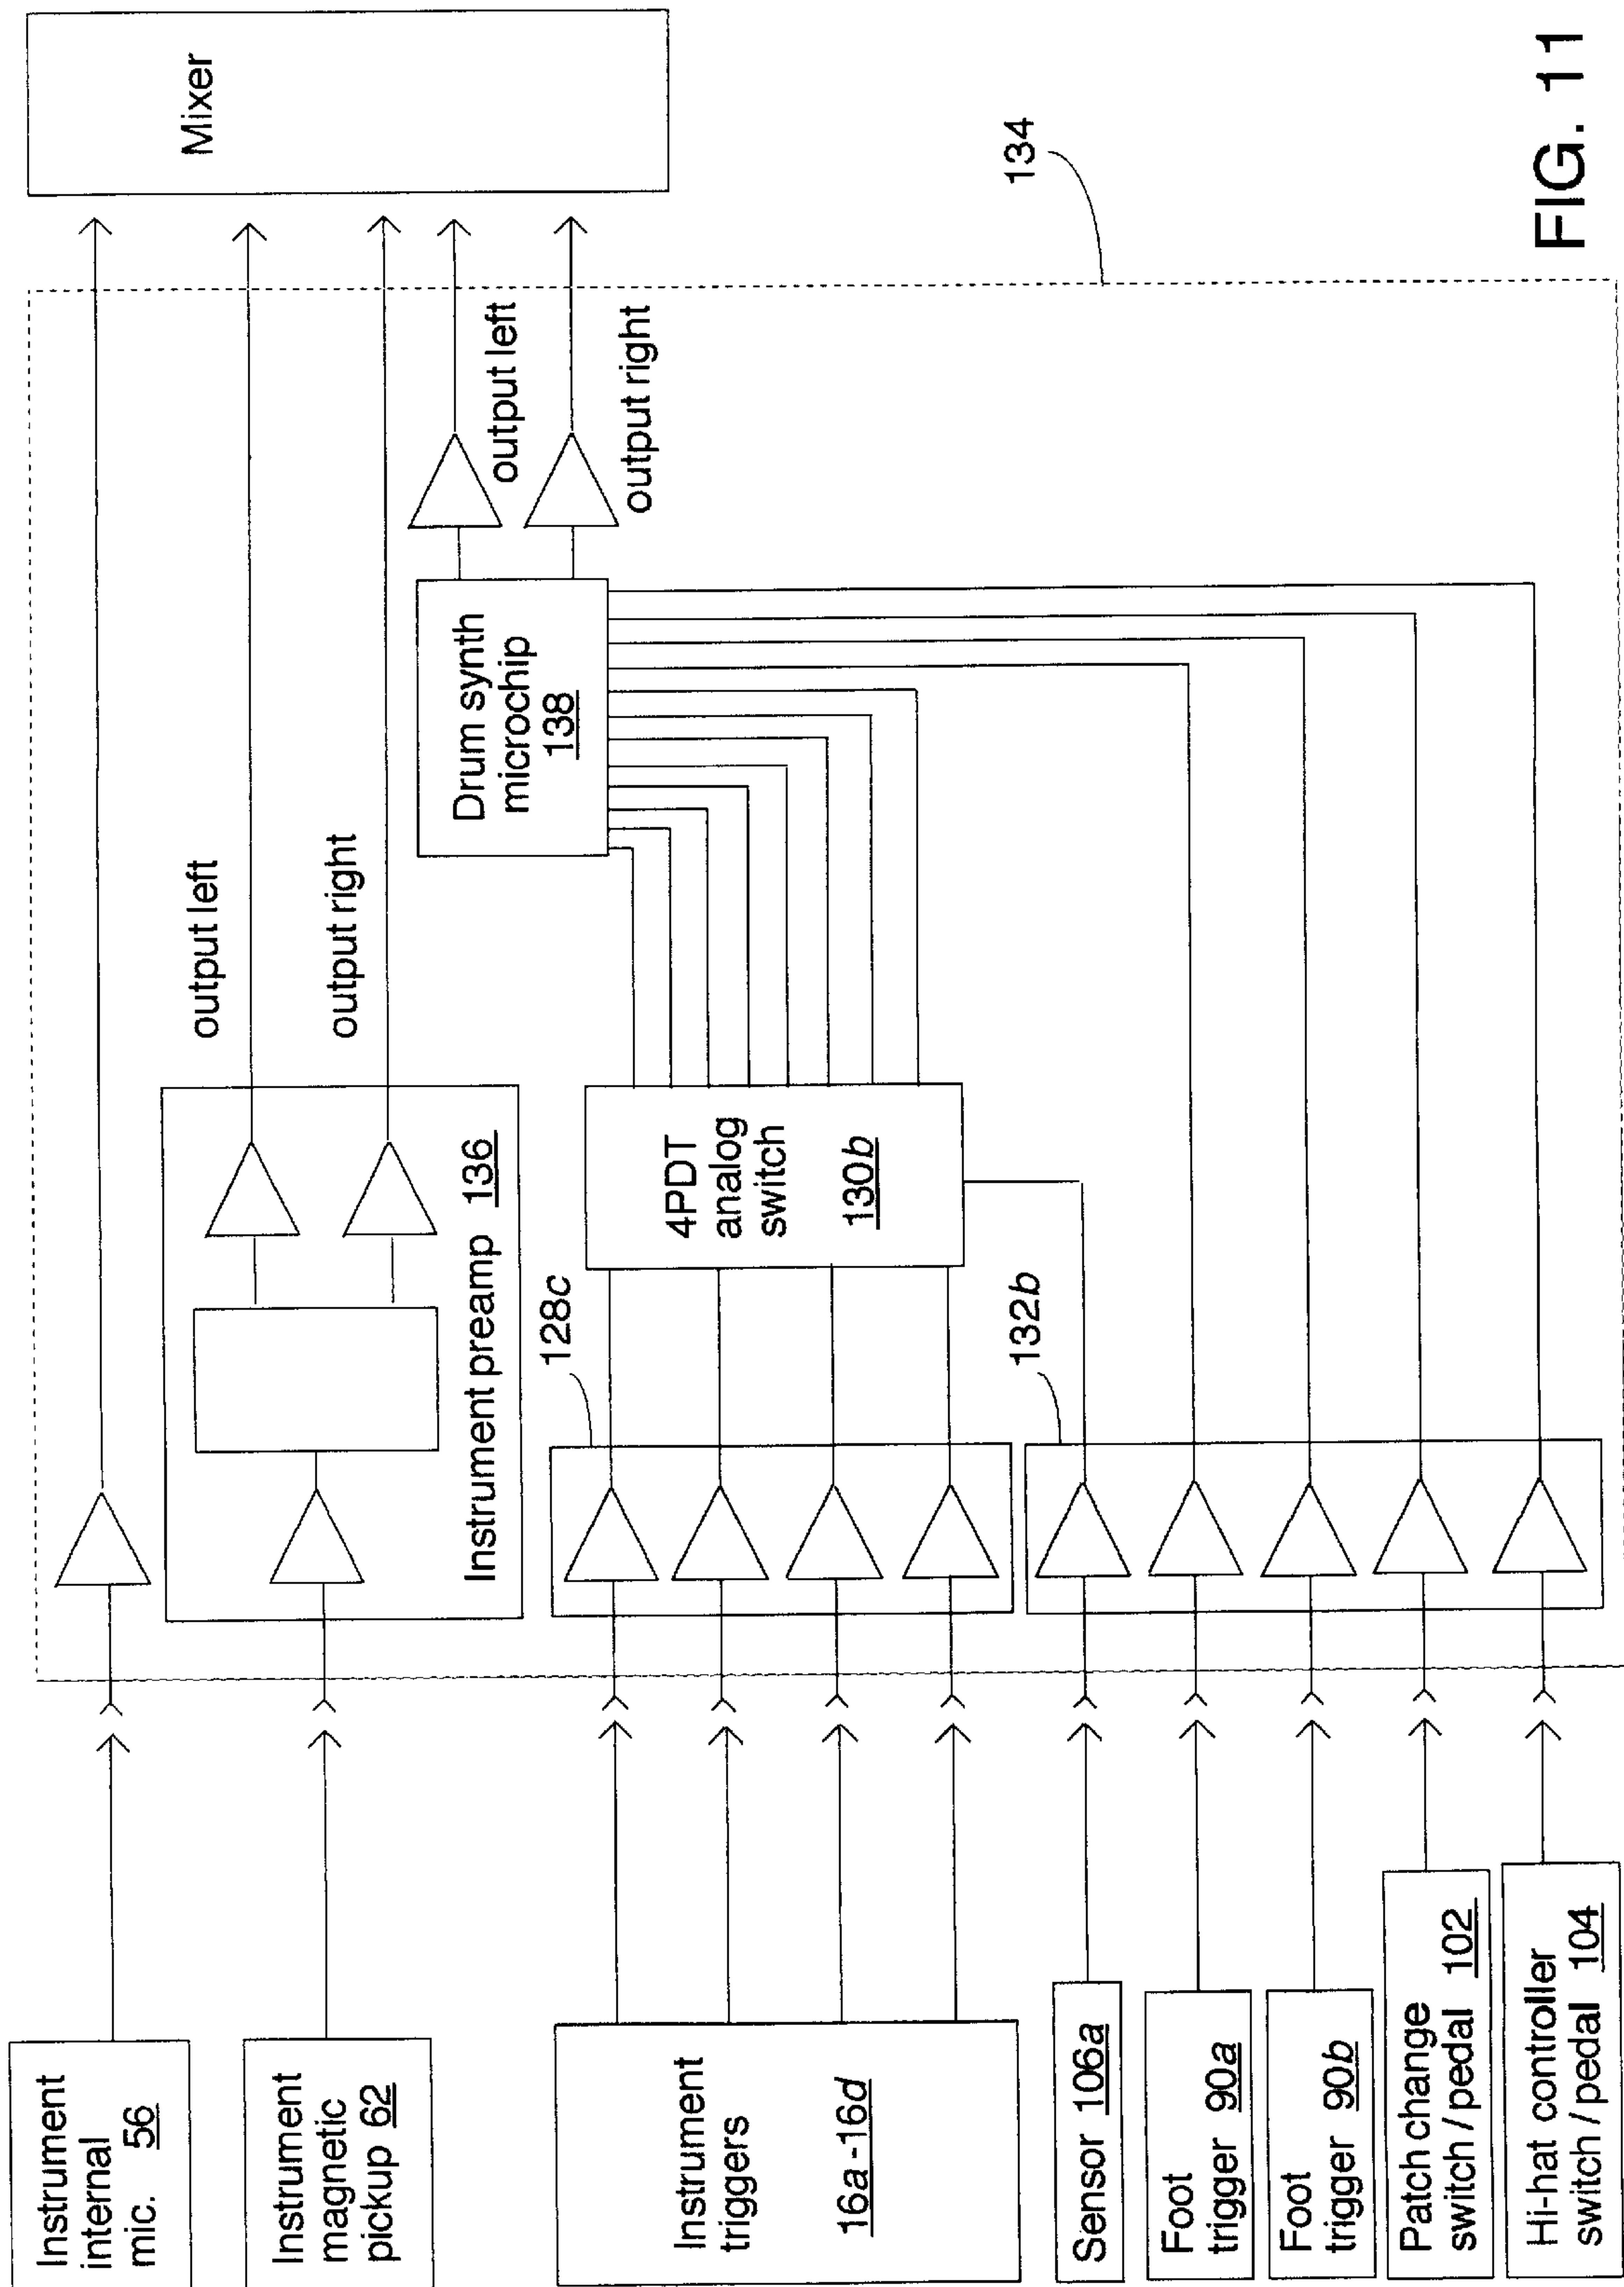 Instrument
internal
mic. 56
Instrument
magnetic
pickup 62
Instrument
triggers
16a -16d
Sensor 106a
Foot
trigger 90a
Foot
trigger 90b
Patch change
switch / pedal 102
Hi-hat controller
switch / pedal 104
Instrument preamp 136
128c
132b
4PDT
analog
switch
130b
output left
output right
Drum synth
microchip
138
output left
output right
134
Mixer
FIG. 11